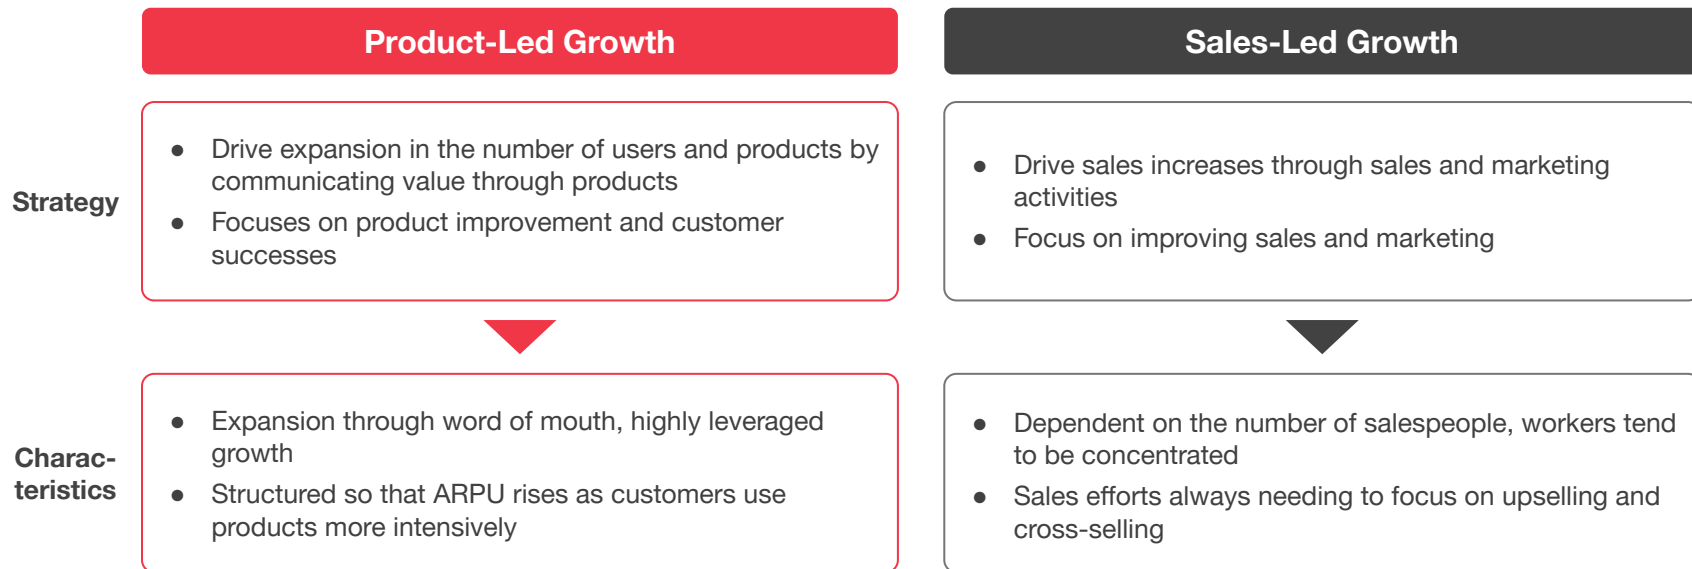 Product-Led Growth
Sales-Led Growth
Strategy
● Drive expansion in the number of users and products by
communicating value through products
● Focuses on product improvement and customer
successes
● Drive sales increases through sales and marketing
activities
● Focus on improving sales and marketing
Charac-
teristics
● Expansion through word of mouth, highly leveraged
growth
● Structured so that ARPU rises as customers use
products more intensively
● Dependent on the number of salespeople, workers tend
to be concentrated
● Sales efforts always needing to focus on upselling and
cross-selling